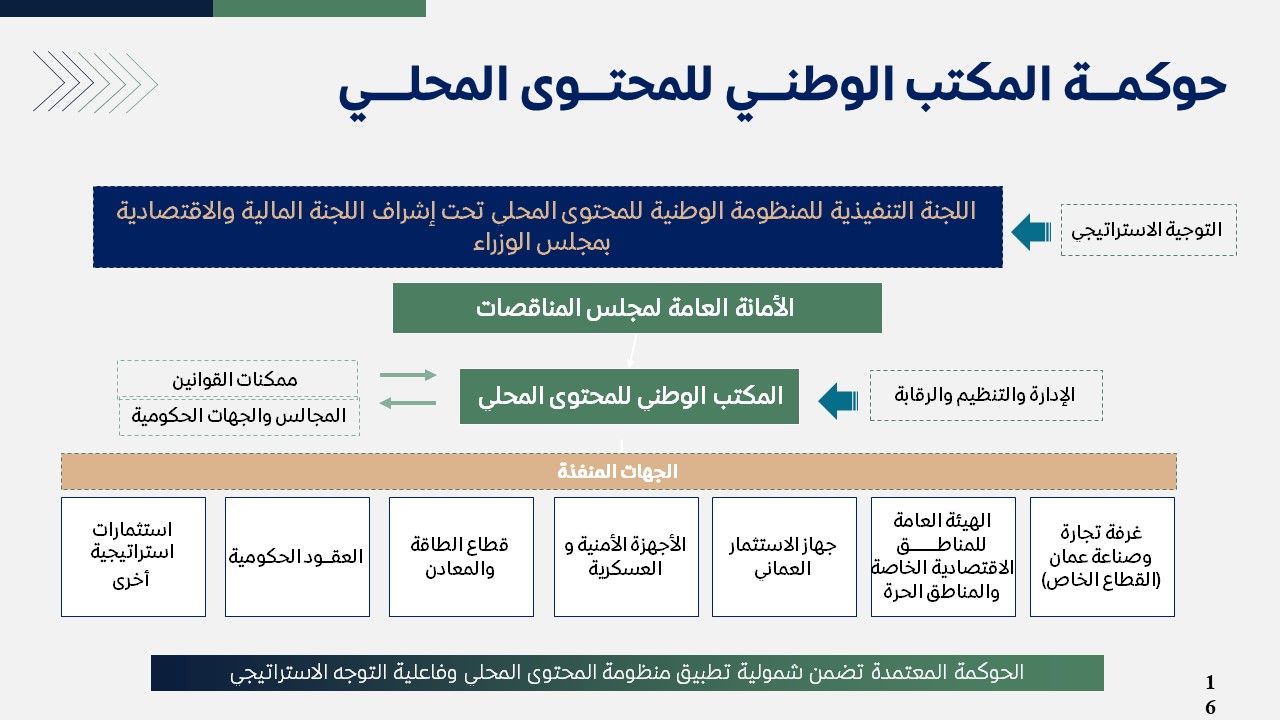 حوكمـة المكتب الوطنـي للمحتـوى المحلـي
اللجنة التنفيذية للمنظومة الوطنية للمحتوى المحلي تحت إشراف اللجنة المالية والاقتصادية
بمجلس الوزراء
التوجية الاستراتيجي
الأمانة العامة لمجلس المناقصات
المكتب الوطني للمحتوى المحلي
الإدارة والتنظيم والرقابة
ممكنات القوانين
المجالس والجهات الحكومية
الجهات المنفذة
غرفة تجارة
وصناعة عمان
(القطاع الخاص)
الهيئة العامة
للمناطـق
الاقتصادية الخاصة
والمناطق الحرة
جهاز الاستثمار
العماني
الأجهزة الأمنية و
العسكرية
قطاع الطاقة
والمعادن
العقـود الحكومية
استثمارات
استراتيجية
أخرى
الحوكمة المعتمدة تضمن شمولية تطبيق منظومة المحتوى المحلي وفاعلية التوجه الاستراتيجي
1
6